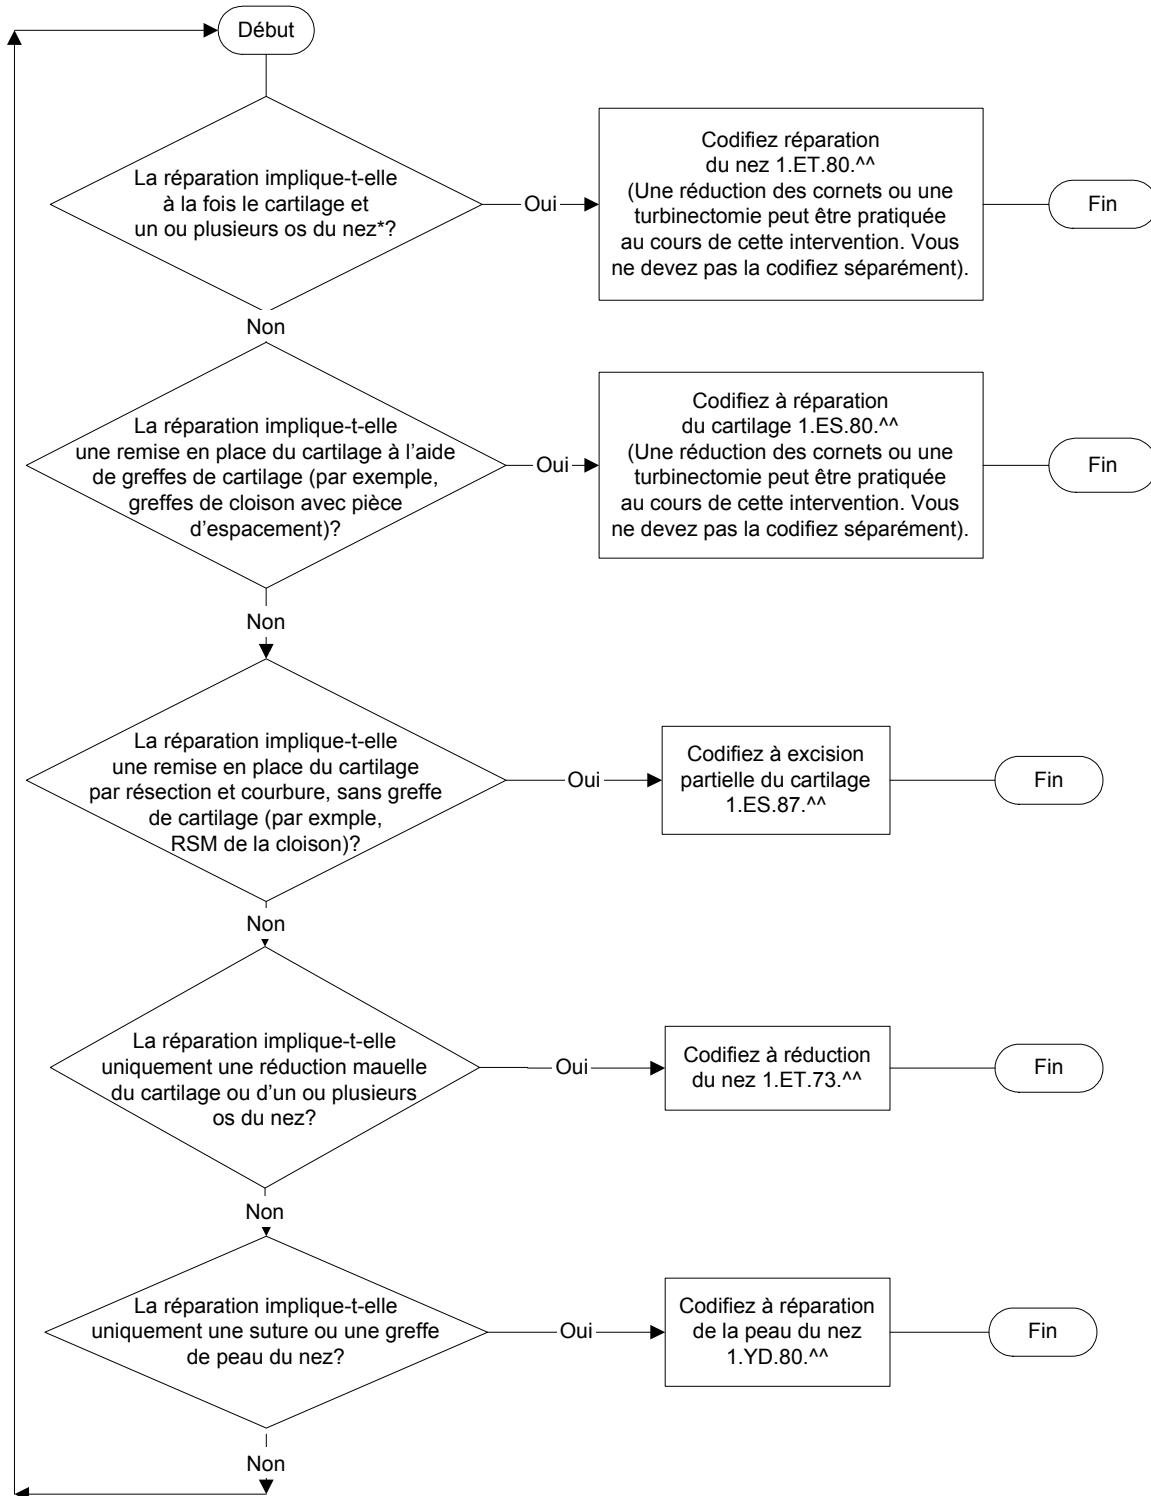 Début
La réparation implique-t-elle
à la fois le cartilage et
un ou plusieurs os du nez*?
Oui
Codifiez réparation
du nez 1.ET.80.^^
(Une réduction des cornets ou une
turbinectomie peut être pratiquée
au cours de cette intervention. Vous
ne devez pas la codifiez séparément).
Fin
Non
La réparation implique-t-elle
une remise en place du cartilage à l'aide
de greffes de cartilage (par exemple,
greffes de cloison avec pièce
d'espacement)?
Oui
Codifiez à réparation
du cartilage 1.ES.80.^^
(Une réduction des cornets ou une
turbinectomie peut être pratiquée
au cours de cette intervention. Vous
ne devez pas la codifiez séparément).
Fin
Non
La réparation implique-t-elle
une remise en place du cartilage
par résection et courbure, sans greffe
de cartilage (par exmple,
RSM de la cloison)?
Oui
Codifiez à excision
partielle du cartilage
1.ES.87.^^
Fin
Non
La réparation implique-t-elle
uniquement une réduction mauelle
du cartilage ou d'un ou plusieurs
os du nez?
Oui
Codifiez à réduction
du nez 1.ET.73.^^
Fin
Non
La réparation implique-t-elle
uniquement une suture ou une greffe
de peau du nez?
Oui
Codifiez à réparation
de la peau du nez
1.YD.80.^^
Fin
Non